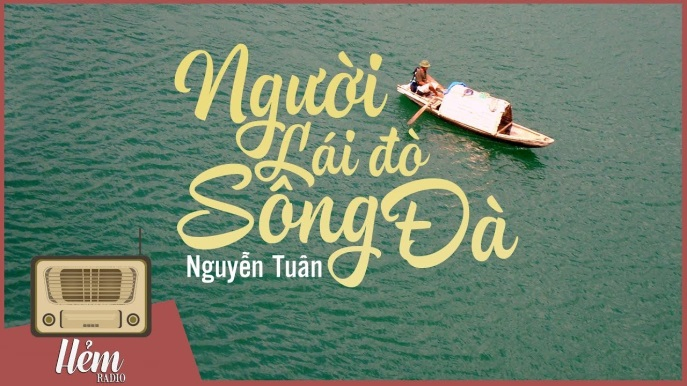 Người
Lái đò
Sông Đà
Nguyễn Tuân
Hẻm
RADIO